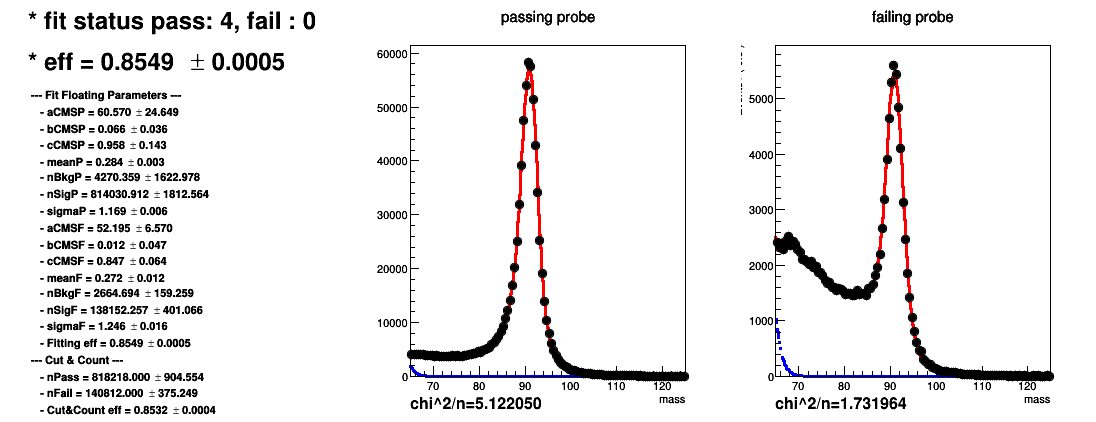 * fit status pass: 4, fail : 0
* eff = 0.8549 ± 0.0005
--- Fit Floating Parameters ---
- aCMSP = 60.570 ± 24.649
- bCMSP = 0.066 ± 0.036
- cCMSP = 0.958 ± 0.143
- meanP = 0.284 ± 0.003
- nBkgP = 4270.359 ± 1622.978
- nSigP = 814030.912 ± 1812.564
- sigmaP = 1.169 ± 0.006
- aCMSF = 52.195 ± 6.570
- bCMSF = 0.012 ± 0.047
- cCMSF = 0.847 ± 0.064
- meanF = 0.272 ± 0.012
- nBkgF = 2664.694 ± 159.259
- nSigF = 138152.257 ± 401.066
- sigmaF = 1.246 ± 0.016
- Fitting eff = 0.8549 ± 0.0005
--- Cut & Count ---
- nPass = 818218.000 ± 904.554
- nFail = 140812.000 ± 375.249
- Cut&Count eff = 0.8532 ± 0.0004
passing probe
60000
50000
40000
30000
20000
10000
0
70 80 90 100 110 120
mass
chi^2/n=5.122050
failing probe
5000
4000
3000
2000
1000
0
70 80 90 100 110 120
mass
chi^2/n=1.731964